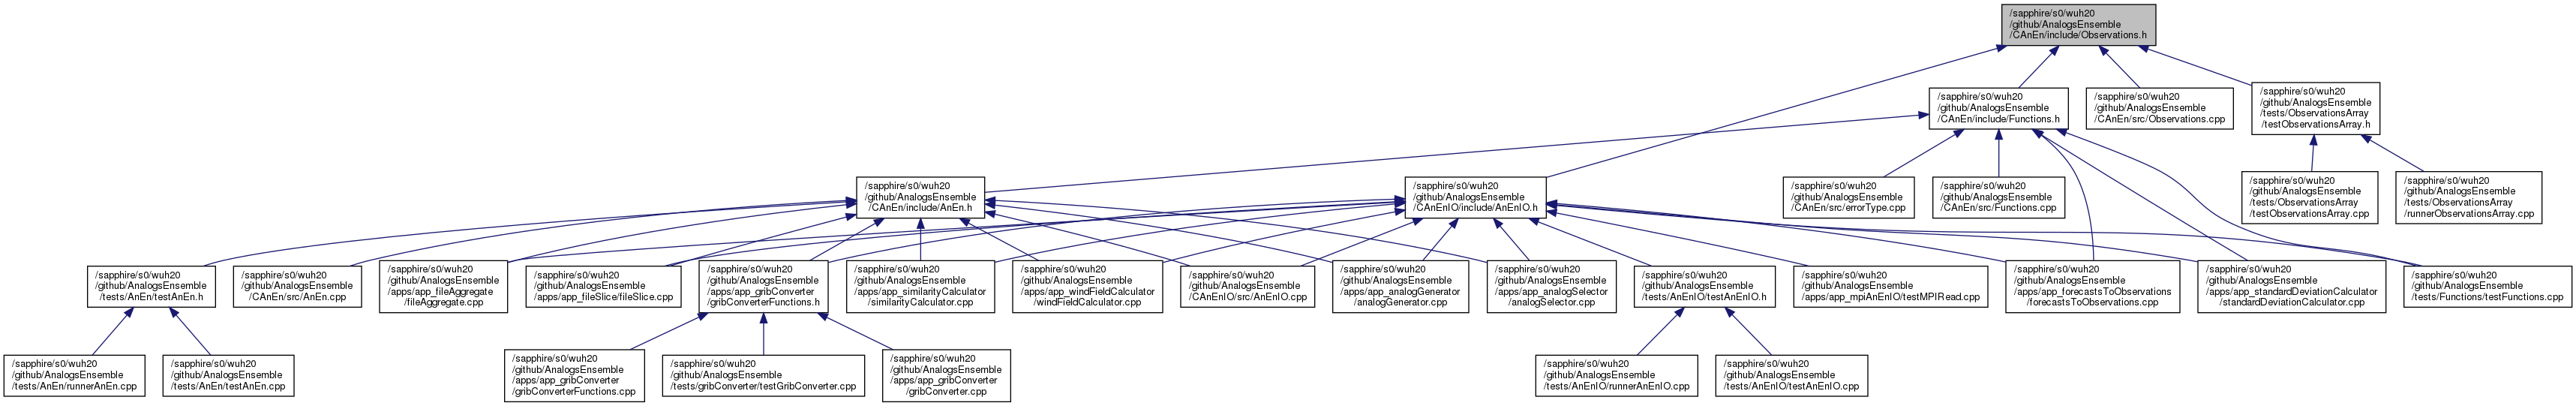 /sapphire/s0/wuh20
/github/AnalogsEnsemble
/CAnEn/include/Observations.h
/sapphire/s0/wuh20
/github/AnalogsEnsemble
/CAnEn/include/Functions.h
/sapphire/s0/wuh20
/github/AnalogsEnsemble
/CAnEn/src/Observations.cpp
/sapphire/s0/wuh20
/github/AnalogsEnsemble
/tests/ObservationsArray
/testObservationsArray.h
/sapphire/s0/wuh20
/github/AnalogsEnsemble
/CAnEn/include/AnEn.h
/sapphire/s0/wuh20
/github/AnalogsEnsemble
/CAnEnIO/include/AnEnIO.h
/sapphire/s0/wuh20
/github/AnalogsEnsemble
/CAnEn/src/errorType.cpp
/sapphire/s0/wuh20
/github/AnalogsEnsemble
/CAnEn/src/Functions.cpp
/sapphire/s0/wuh20
/github/AnalogsEnsemble
/tests/ObservationsArray
/testObservationsArray.cpp
/sapphire/s0/wuh20
/github/AnalogsEnsemble
/tests/ObservationsArray
/runnerObservationsArray.cpp
/sapphire/s0/wuh20
/github/AnalogsEnsemble
/tests/AnEn/testAnEn.h
/sapphire/s0/wuh20
/github/AnalogsEnsemble
/CAnEn/src/AnEn.cpp
/sapphire/s0/wuh20
/github/AnalogsEnsemble
/apps/app_fileAggregate
/fileAggregate.cpp
/sapphire/s0/wuh20
/github/AnalogsEnsemble
/apps/app_fileSlice/fileSlice.cpp
/sapphire/s0/wuh20
/github/AnalogsEnsemble
/apps/app_gribConverter
/gribConverterFunctions.h
/sapphire/s0/wuh20
/github/AnalogsEnsemble
/apps/app_similarityCalculator
/similarityCalculator.cpp
/sapphire/s0/wuh20
/github/AnalogsEnsemble
/apps/app_windFieldCalculator
/windFieldCalculator.cpp
/sapphire/s0/wuh20
/github/AnalogsEnsemble
/CAnEnIO/src/AnEnIO.cpp
/sapphire/s0/wuh20
/github/AnalogsEnsemble
/apps/app_analogGenerator
/analogGenerator.cpp
/sapphire/s0/wuh20
/github/AnalogsEnsemble
/apps/app_analogSelector
/analogSelector.cpp
/sapphire/s0/wuh20
/github/AnalogsEnsemble
/tests/AnEnIO/testAnEnIO.h
/sapphire/s0/wuh20
/github/AnalogsEnsemble
/apps/app_mpiAnEnIO/testMPIRead.cpp
/sapphire/s0/wuh20
/github/AnalogsEnsemble
/apps/app_forecastsToObservations
/forecastsToObservations.cpp
/sapphire/s0/wuh20
/github/AnalogsEnsemble
/apps/app_standardDeviationCalculator
/standardDeviationCalculator.cpp
/sapphire/s0/wuh20
/github/AnalogsEnsemble
/tests/Functions/testFunctions.cpp
/sapphire/s0/wuh20
/github/AnalogsEnsemble
/tests/AnEn/runnerAnEn.cpp
/sapphire/s0/wuh20
/github/AnalogsEnsemble
/tests/AnEn/testAnEn.cpp
/sapphire/s0/wuh20
/github/AnalogsEnsemble
/apps/app_gribConverter
/gribConverterFunctions.cpp
/sapphire/s0/wuh20
/github/AnalogsEnsemble
/tests/gribConverter/testGribConverter.cpp
/sapphire/s0/wuh20
/github/AnalogsEnsemble
/apps/app_gribConverter
/gribConverter.cpp
/sapphire/s0/wuh20
/github/AnalogsEnsemble
/tests/AnEnIO/runnerAnEnIO.cpp
/sapphire/s0/wuh20
/github/AnalogsEnsemble
/tests/AnEnIO/testAnEnIO.cpp